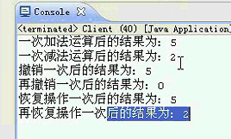 Console
<terminated> Client (40) [Java Application]
一次加法运算后的结果为：5
一次减法运算后的结果为：2
撤销一次后的结果为：5
再撤销一次后的结果为：0
恢复操作一次后的结果为：5
再恢复操作一次后的结果为：2